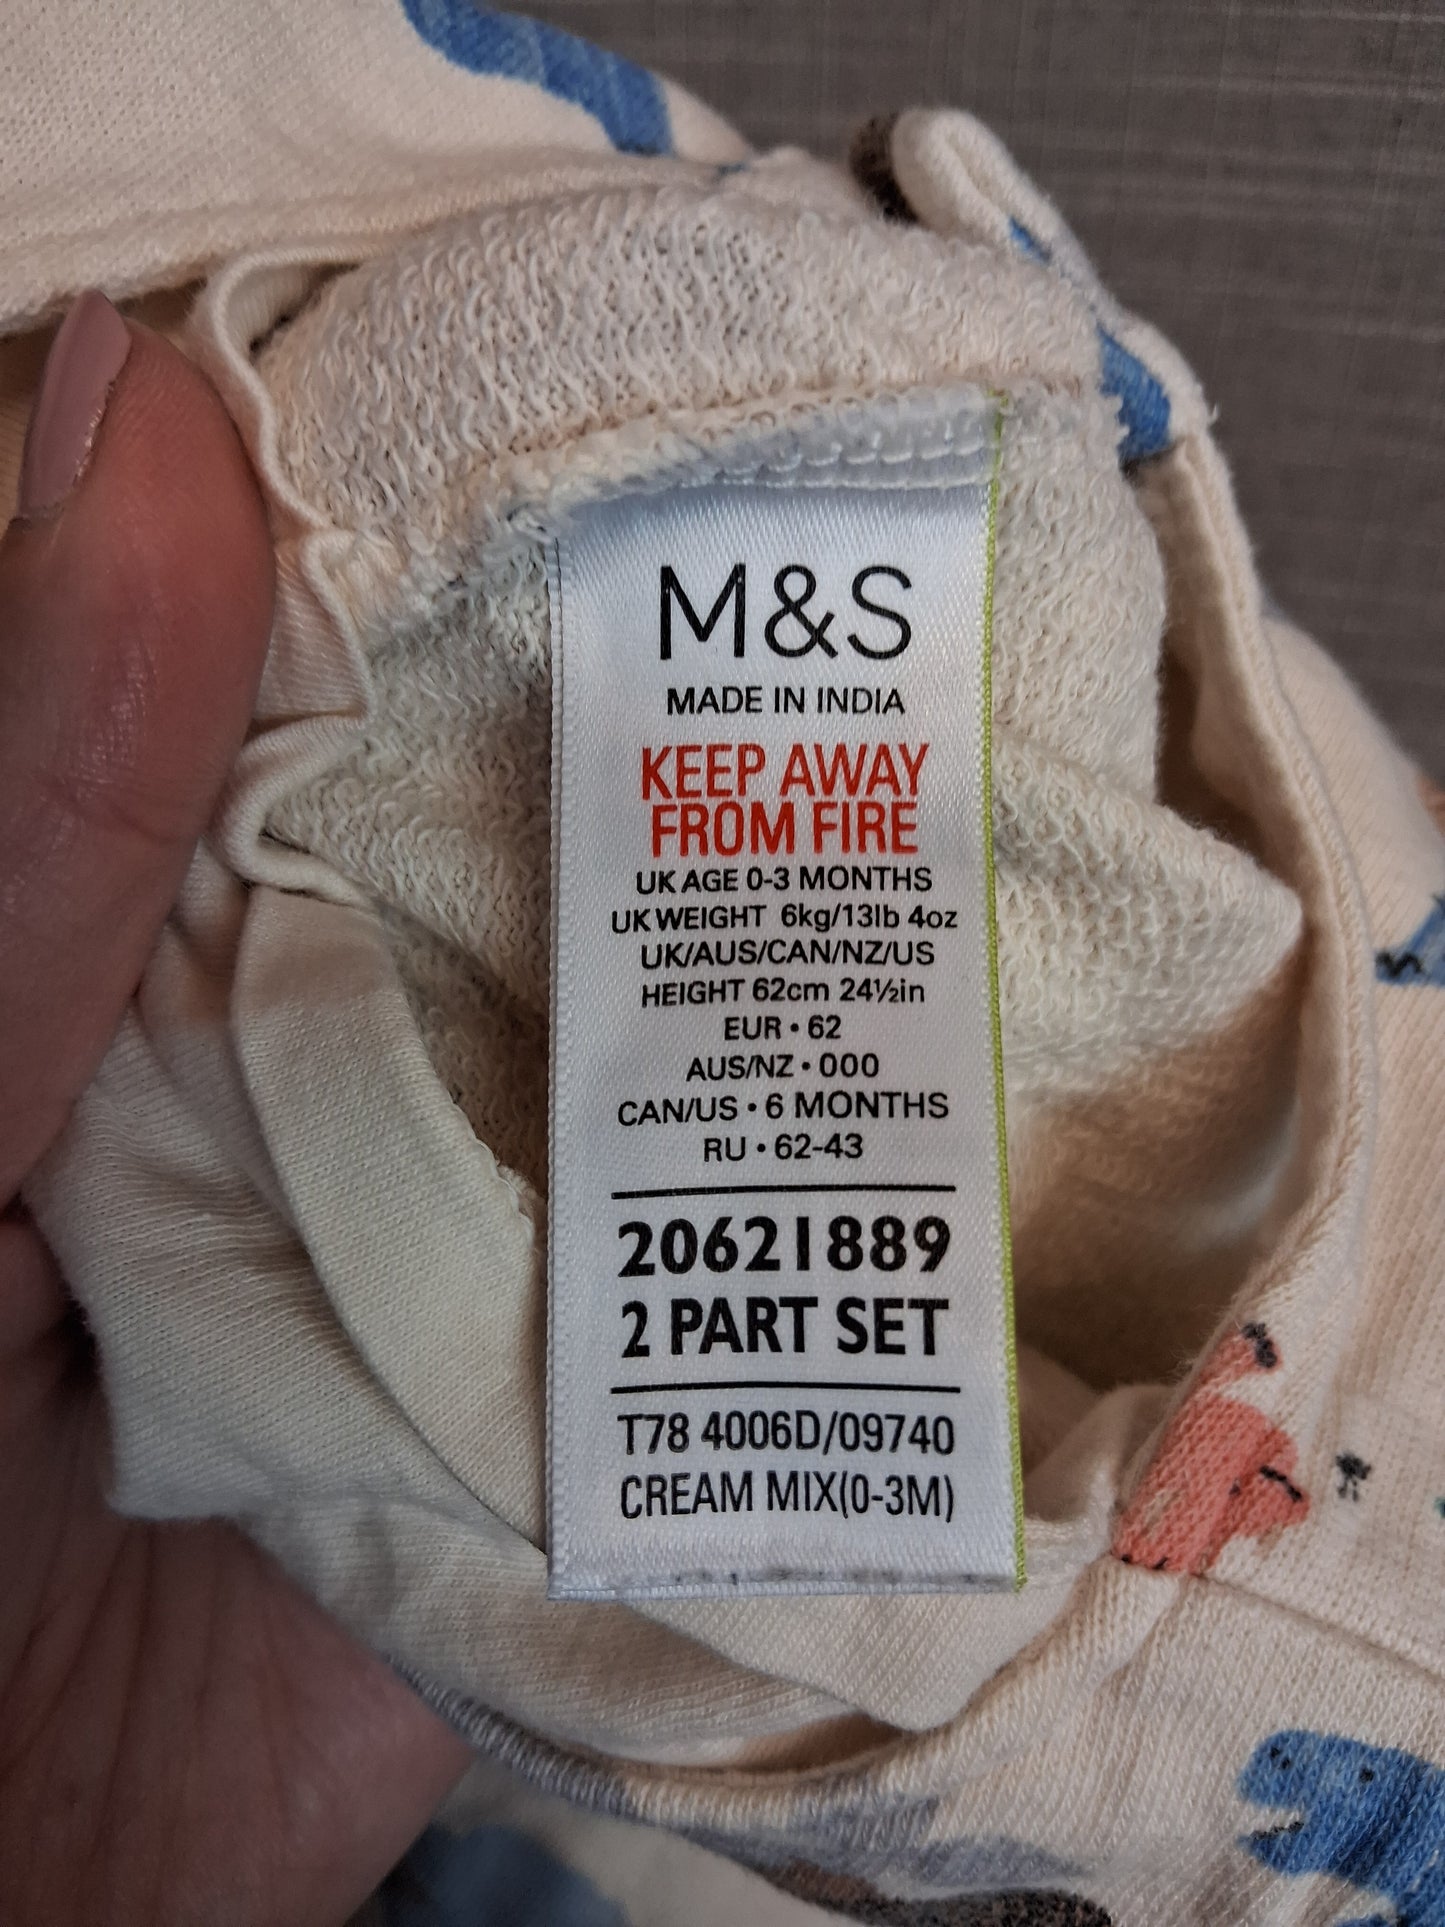 M&S
MADE IN INDIA
KEEP AWAY
FROM FIRE
UK AGE 0-3 MONTHS
UK WEIGHT 6kg/13lb 4oz
UK/AUS/CAN/NZ/US
HEIGHT 62cm 24½in
EUR • 62
AUS/NZ • 000
CAN/US • 6 MONTHS
RU • 62-43
20621889
2 PART SET
T78 4006D/09740
CREAM MIX(0-3M)